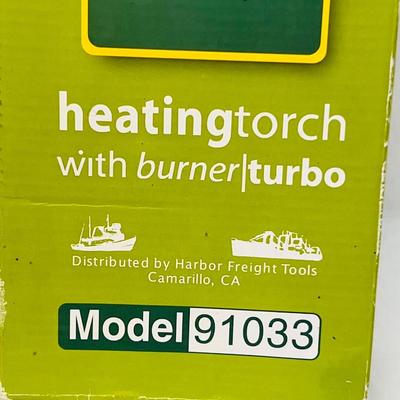 heatingtorch
with burner|turbo
Distributed by Harbor Freight Tools
Camarillo, CA
Model 91033